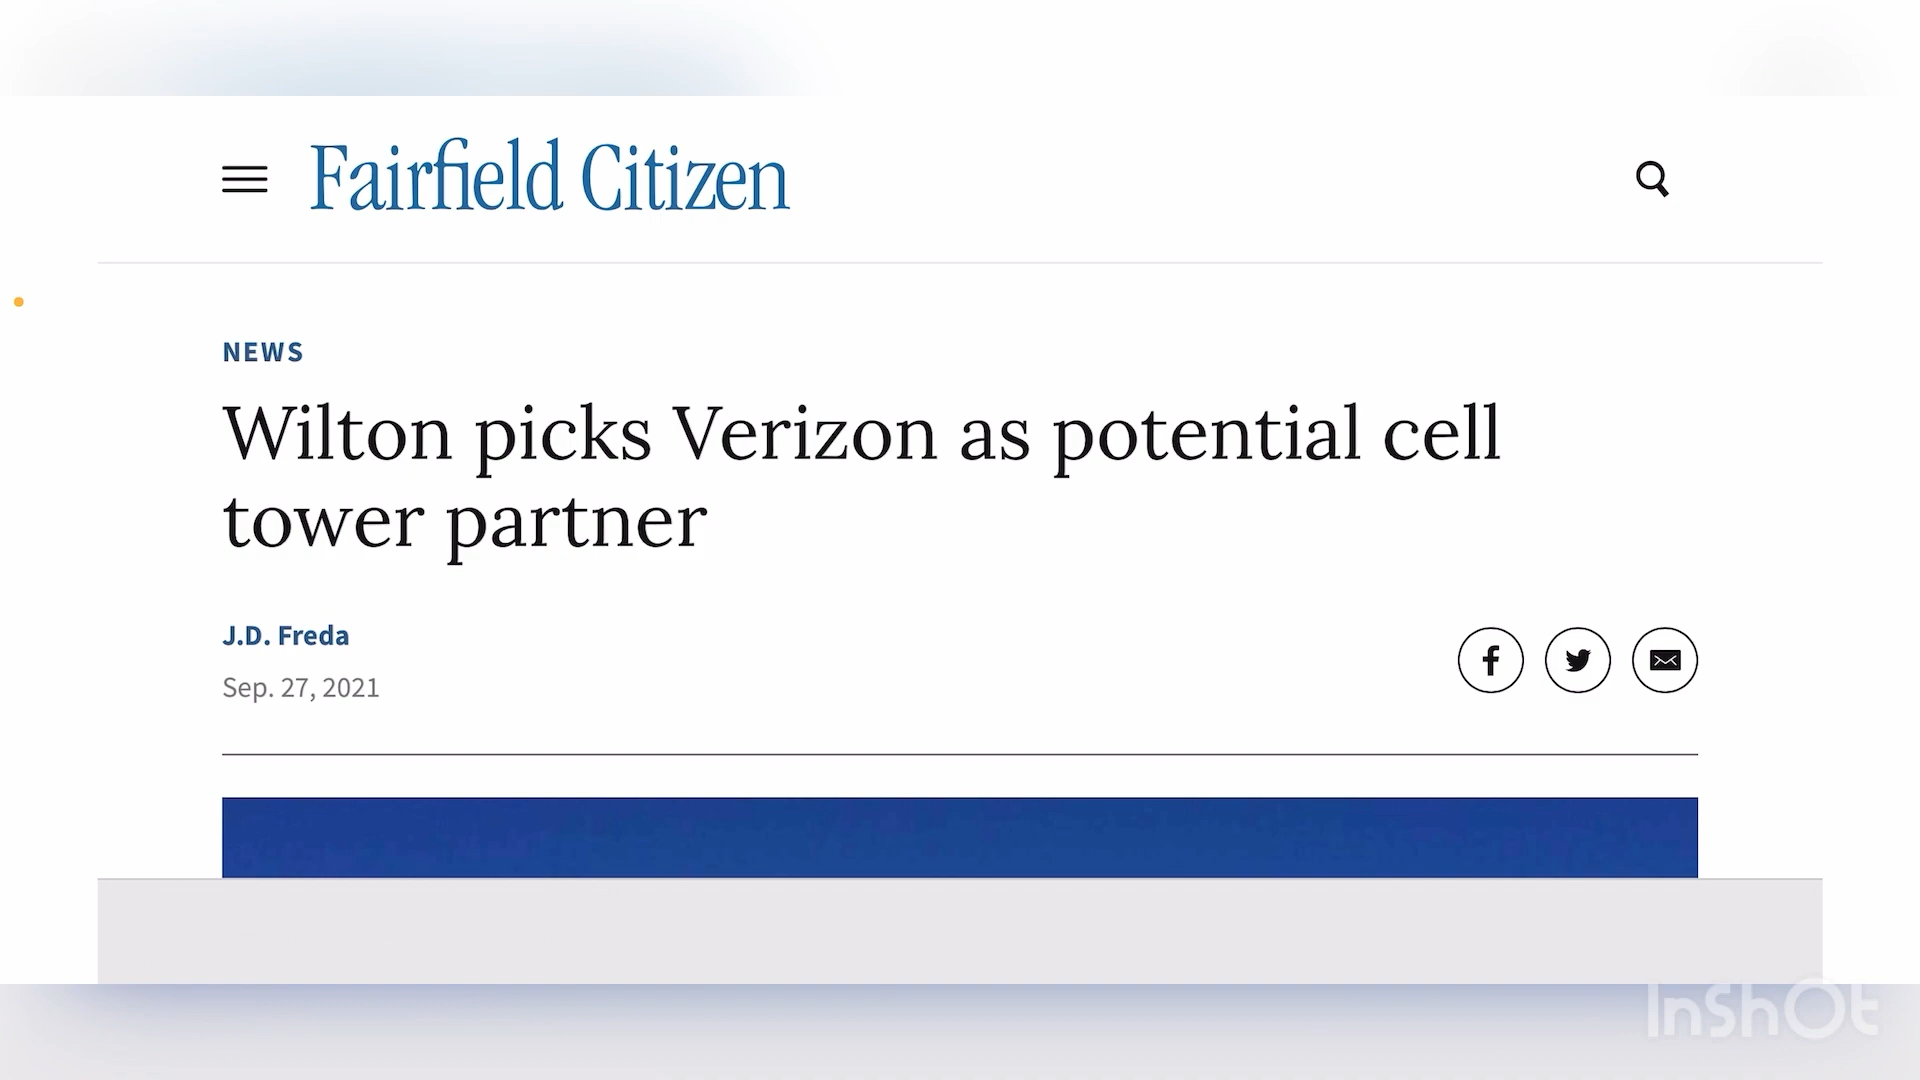 Fairfield Citizen
NEWS
Wilton picks Verizon as potential cell
tower partner
J.D. Freda
Sep. 27, 2021
InShOt